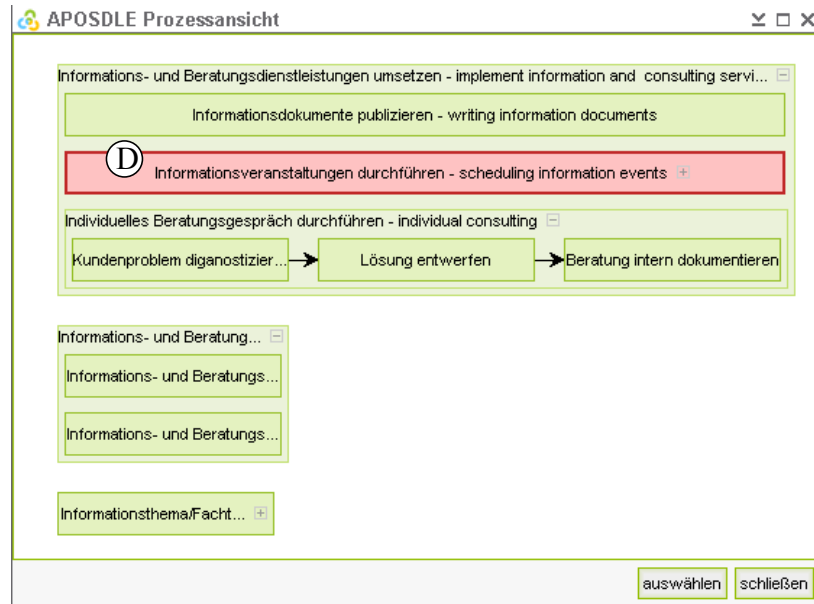 APOSDLE Prozessansicht
Informations- und Beratungsdienstleistungen umsetzen - implement information and consulting servi...
Informationsdokumente publizieren - writing information documents
D
Informationsveranstaltungen durchführen - scheduling information events
Individuelles Beratungsgespräch durchführen - individual consulting
Kundenproblem diganostizier...
Lösung entwerfen
Beratung intern dokumentieren
Informations- und Beratung...
Informations- und Beratungs...
Informations- und Beratungs...
Informationsthema/Facht...
auswählen schließen